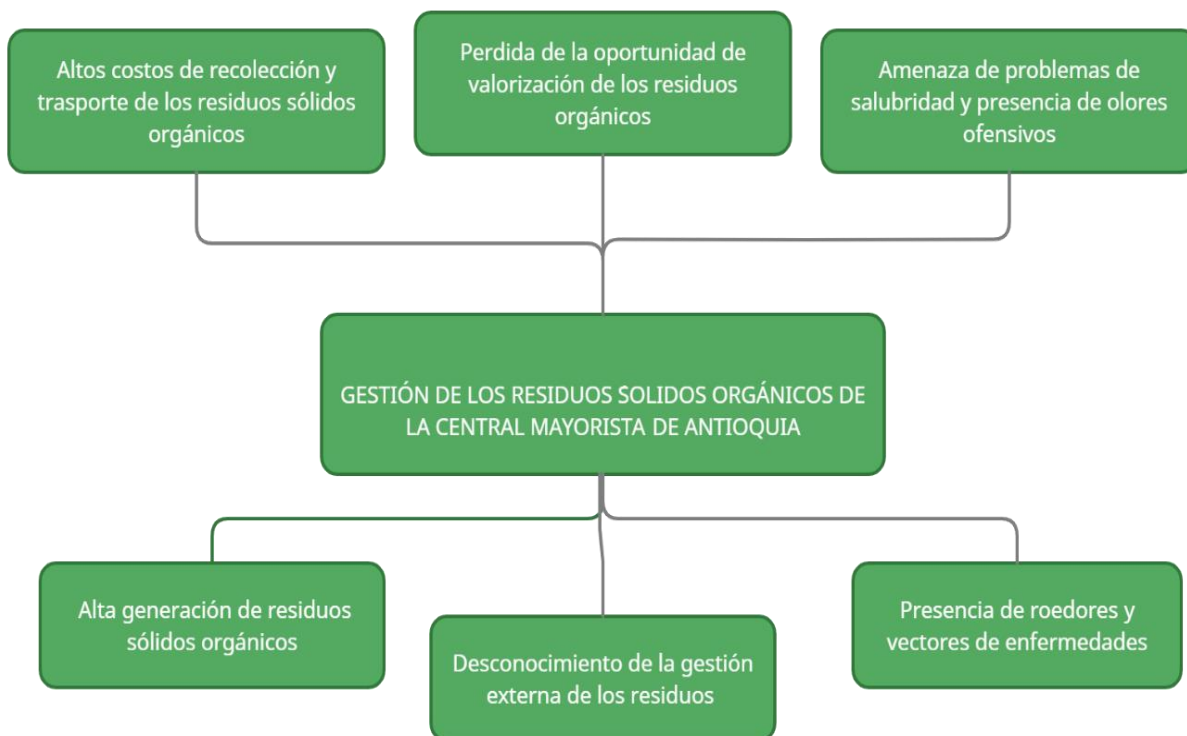 Altos costos de recolección y
trasporte de los residuos sólidos
orgánicos
Perdida de la oportunidad de
valorización de los residuos
orgánicos
Amenaza de problemas de
salubridad y presencia de olores
ofensivos
GESTIÓN DE LOS RESIDUOS SOLIDOS ORGÁNICOS DE
LA CENTRAL MAYORISTA DE ANTIOQUIA
Alta generación de residuos
sólidos orgánicos
Desconocimiento de la gestión
externa de los residuos
Presencia de roedores y
vectores de enfermedades